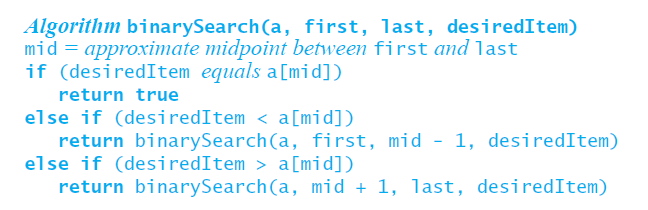 Algorithm binarySearch(a, first, last, desiredItem)
mid = approximate midpoint between first and last
if (desiredItem equals a[mid])
return true
else if (desiredItem < a[mid])
return binarySearch(a, first, mid - 1, desiredItem)
else if (desiredItem > a[mid])
return binarySearch(a, mid + 1, last, desiredItem)